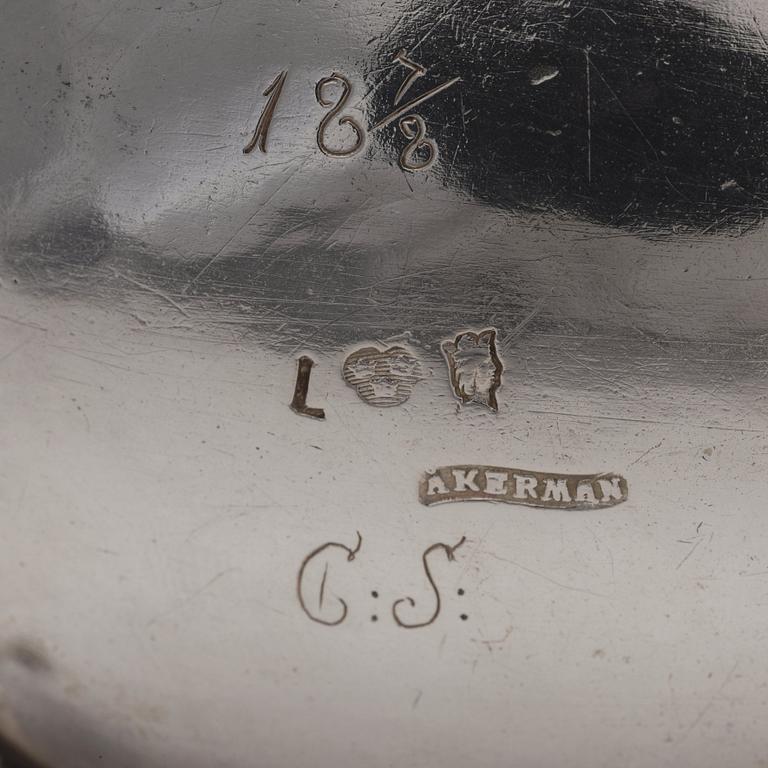 18 7/8
L
AKERMAN
C:S: